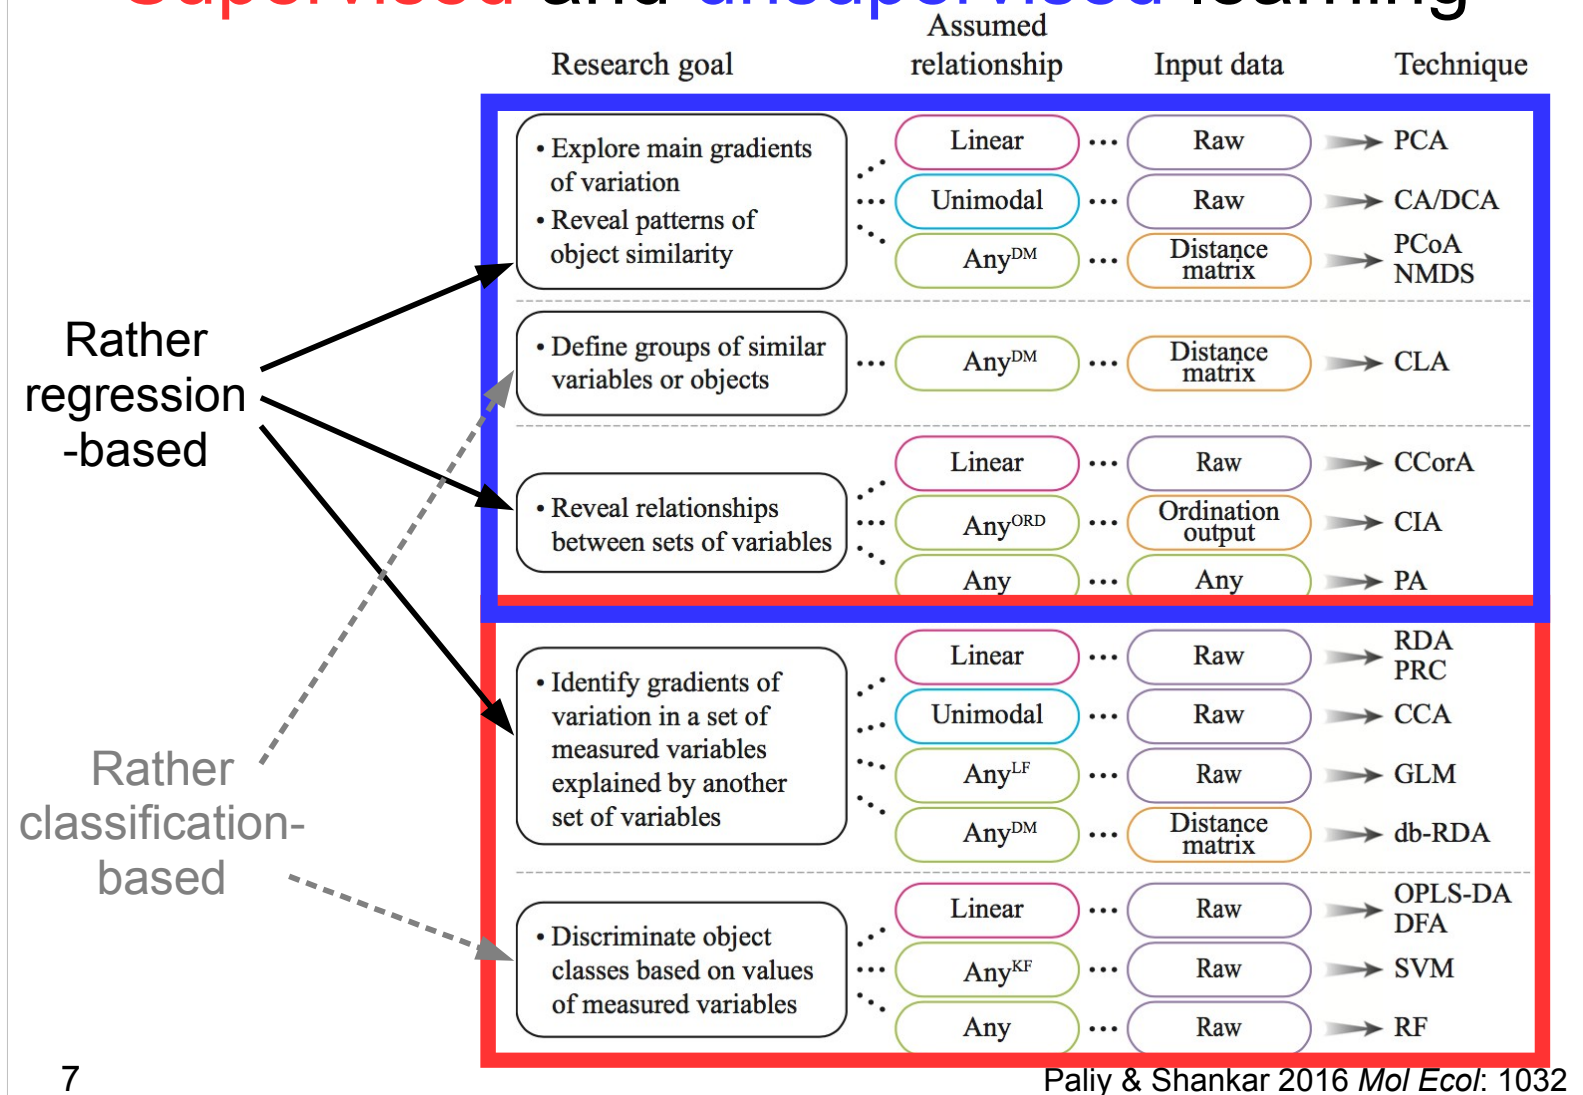 Supervised and unsupervised learning
Research goal
Assumed
relationship
Input data
Technique
• Explore main gradients
of variation
• Reveal patterns of
object similarity
Linear ••• Raw PCA
Unimodal ••• Raw CA/DCA
Any^DM ••• Distance
matrix
PCoA
NMDS
• Define groups of similar
variables or objects
Any^DM ••• Distance
matrix
CLA
• Reveal relationships
between sets of variables
Linear ••• Raw CCorA
Any^ORD ••• Ordination
output
CIA
Any ••• Any PA
• Identify gradients of
variation in a set of
measured variables
explained by another
set of variables
Linear ••• Raw RDA
PRC
Unimodal ••• Raw CCA
Any^LF ••• Raw GLM
Any^DM ••• Distance
matrix
db-RDA
• Discriminate object
classes based on values
of measured variables
Linear ••• Raw OPLS-DA
DFA
Any^KF ••• Raw SVM
Any ••• Raw RF
Rather
regression
-based
Rather
classification-
based
7
Paliy & Shankar 2016 Mol Ecol: 1032